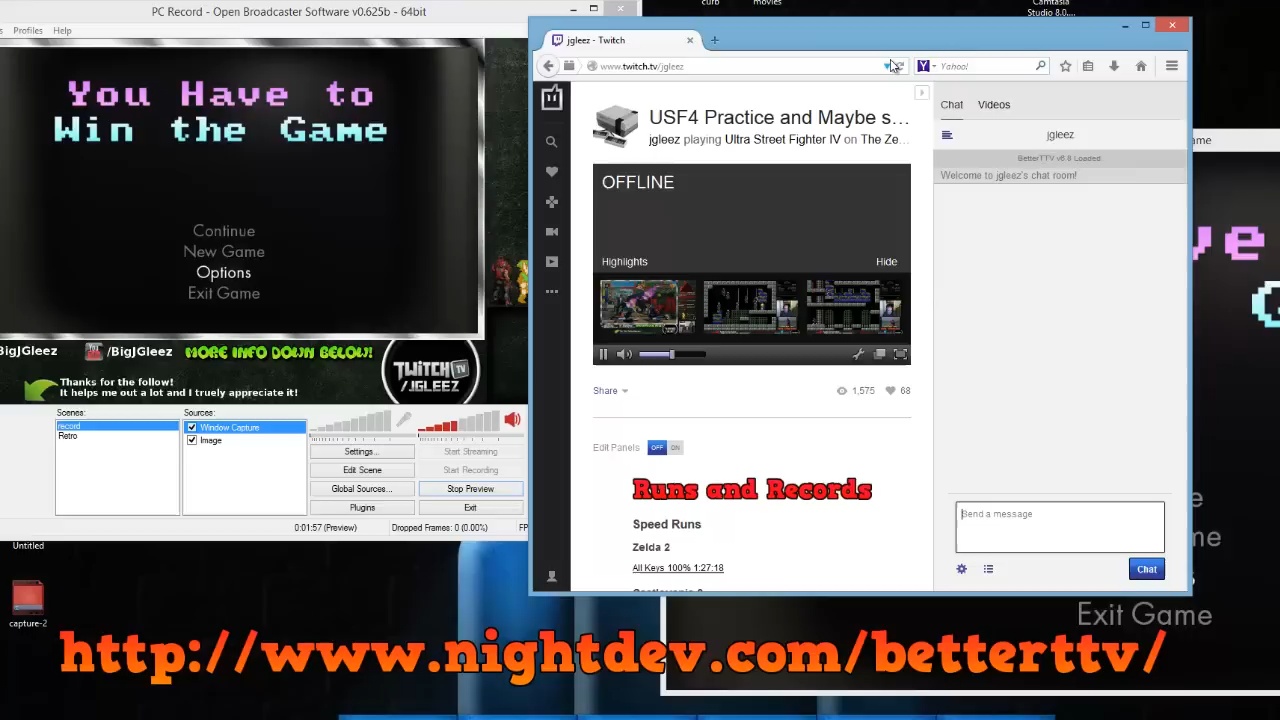 PC Record - Open Broadcaster Software v0.625b - 64bit
Profiles Help
You Have to
Win the Game
Continue
New Game
Options
Exit Game
BigJGleez /BigJGleez MORE INFO DOWN BELOW!
Thanks for the follow!
It helps me out a lot and I truely appreciate it!
TWITCH TV
/JGLEEZ
Scenes:
record
Retro
Sources:
Window Capture
Image
Settings...
Start Streaming
Edit Scene
Start Recording
Global Sources...
Stop Preview
Plugins
Exit
0:01:57 (Preview) Dropped Frames: 0 (0.00%) FP
Untitled
capture-2
curb
movies
Camtasia
Studio 8.0....
jgleez - Twitch
www.twitch.tv/jgleez
Yahoo!
USF4 Practice and Maybe s...
jgleez playing Ultra Street Fighter IV on The Ze...
OFFLINE
Highlights
Hide
Share
1,575
68
Edit Panels
OFF
ON
Runs and Records
Speed Runs
Zelda 2
All Keys 100% 1:27:18
Chat
Videos
jgleez
BetterTTV v6.8 Loaded
Welcome to jgleez's chat room!
Send a message
Chat
Exit Game
http://www.nightdev.com/betterttv/